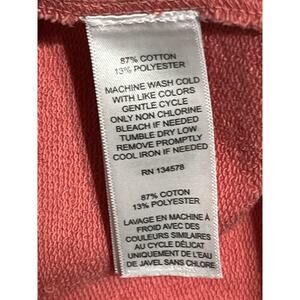 87% COTTON
13% POLYESTER
MACHINE WASH COLD
WITH LIKE COLORS
GENTLE CYCLE
ONLY NON CHLORINE
BLEACH IF NEEDED
TUMBLE DRY LOW
REMOVE PROMPTLY
COOL IRON IF NEEDED
RN 134578
87% COTON
13% POLYESTER
LAVAGE EN MACHINE À
FROID AVEC DES
COULEURS SIMILAIRES
AU CYCLE DÉLICAT
UNIQUEMENT DE L'EAU
DE JAVEL SANS CHLORE